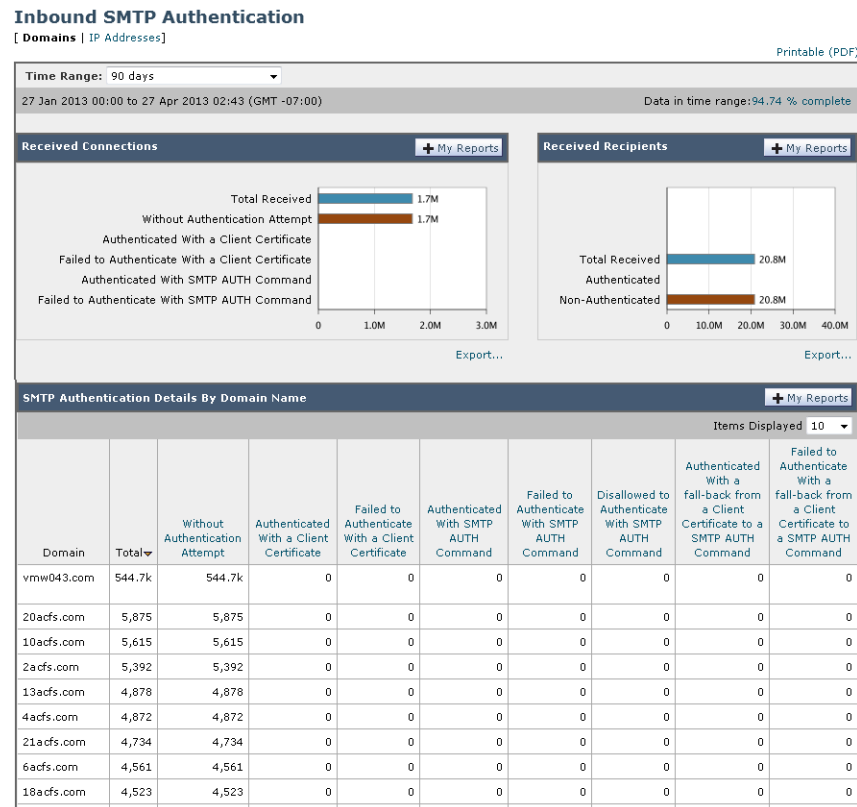 Inbound SMTP Authentication
[ Domains | IP Addresses]
Printable (PDF)
Time Range: 90 days
27 Jan 2013 00:00 to 27 Apr 2013 02:43 (GMT -07:00)
Data in time range:94.74 % complete
Received Connections
My Reports
Total Received 1.7M
Without Authentication Attempt 1.7M
Authenticated With a Client Certificate
Failed to Authenticate With a Client Certificate
Authenticated With SMTP AUTH Command
Failed to Authenticate With SMTP AUTH Command
0 1.0M 2.0M 3.0M
Export...
Received Recipients
My Reports
Total Received 20.8M
Authenticated
Non-Authenticated 20.8M
0 10.0M 20.0M 30.0M 40.0M
Export...
SMTP Authentication Details By Domain Name
My Reports
Items Displayed 10
Domain
Total
Without
Authentication
Attempt
Authenticated
With a Client
Certificate
Failed to
Authenticate
With a Client
Certificate
Authenticated
With SMTP
AUTH
Command
Failed to
Authenticate
With SMTP
AUTH
Command
Disallowed to
Authenticate
With SMTP
AUTH
Command
Authenticated
With a
fall-back from
a Client
Certificate to a
SMTP AUTH
Command
Failed to
Authenticate
With a
fall-back from
a Client
Certificate to
a SMTP AUTH
Command
vmw043.com 544.7k 544.7k 0 0 0 0 0 0 0
20acfs.com 5,875 5,875 0 0 0 0 0 0 0
10acfs.com 5,615 5,615 0 0 0 0 0 0 0
2acfs.com 5,392 5,392 0 0 0 0 0 0 0
13acfs.com 4,878 4,878 0 0 0 0 0 0 0
4acfs.com 4,872 4,872 0 0 0 0 0 0 0
21acfs.com 4,734 4,734 0 0 0 0 0 0 0
6acfs.com 4,561 4,561 0 0 0 0 0 0 0
18acfs.com 4,523 4,523 0 0 0 0 0 0 0